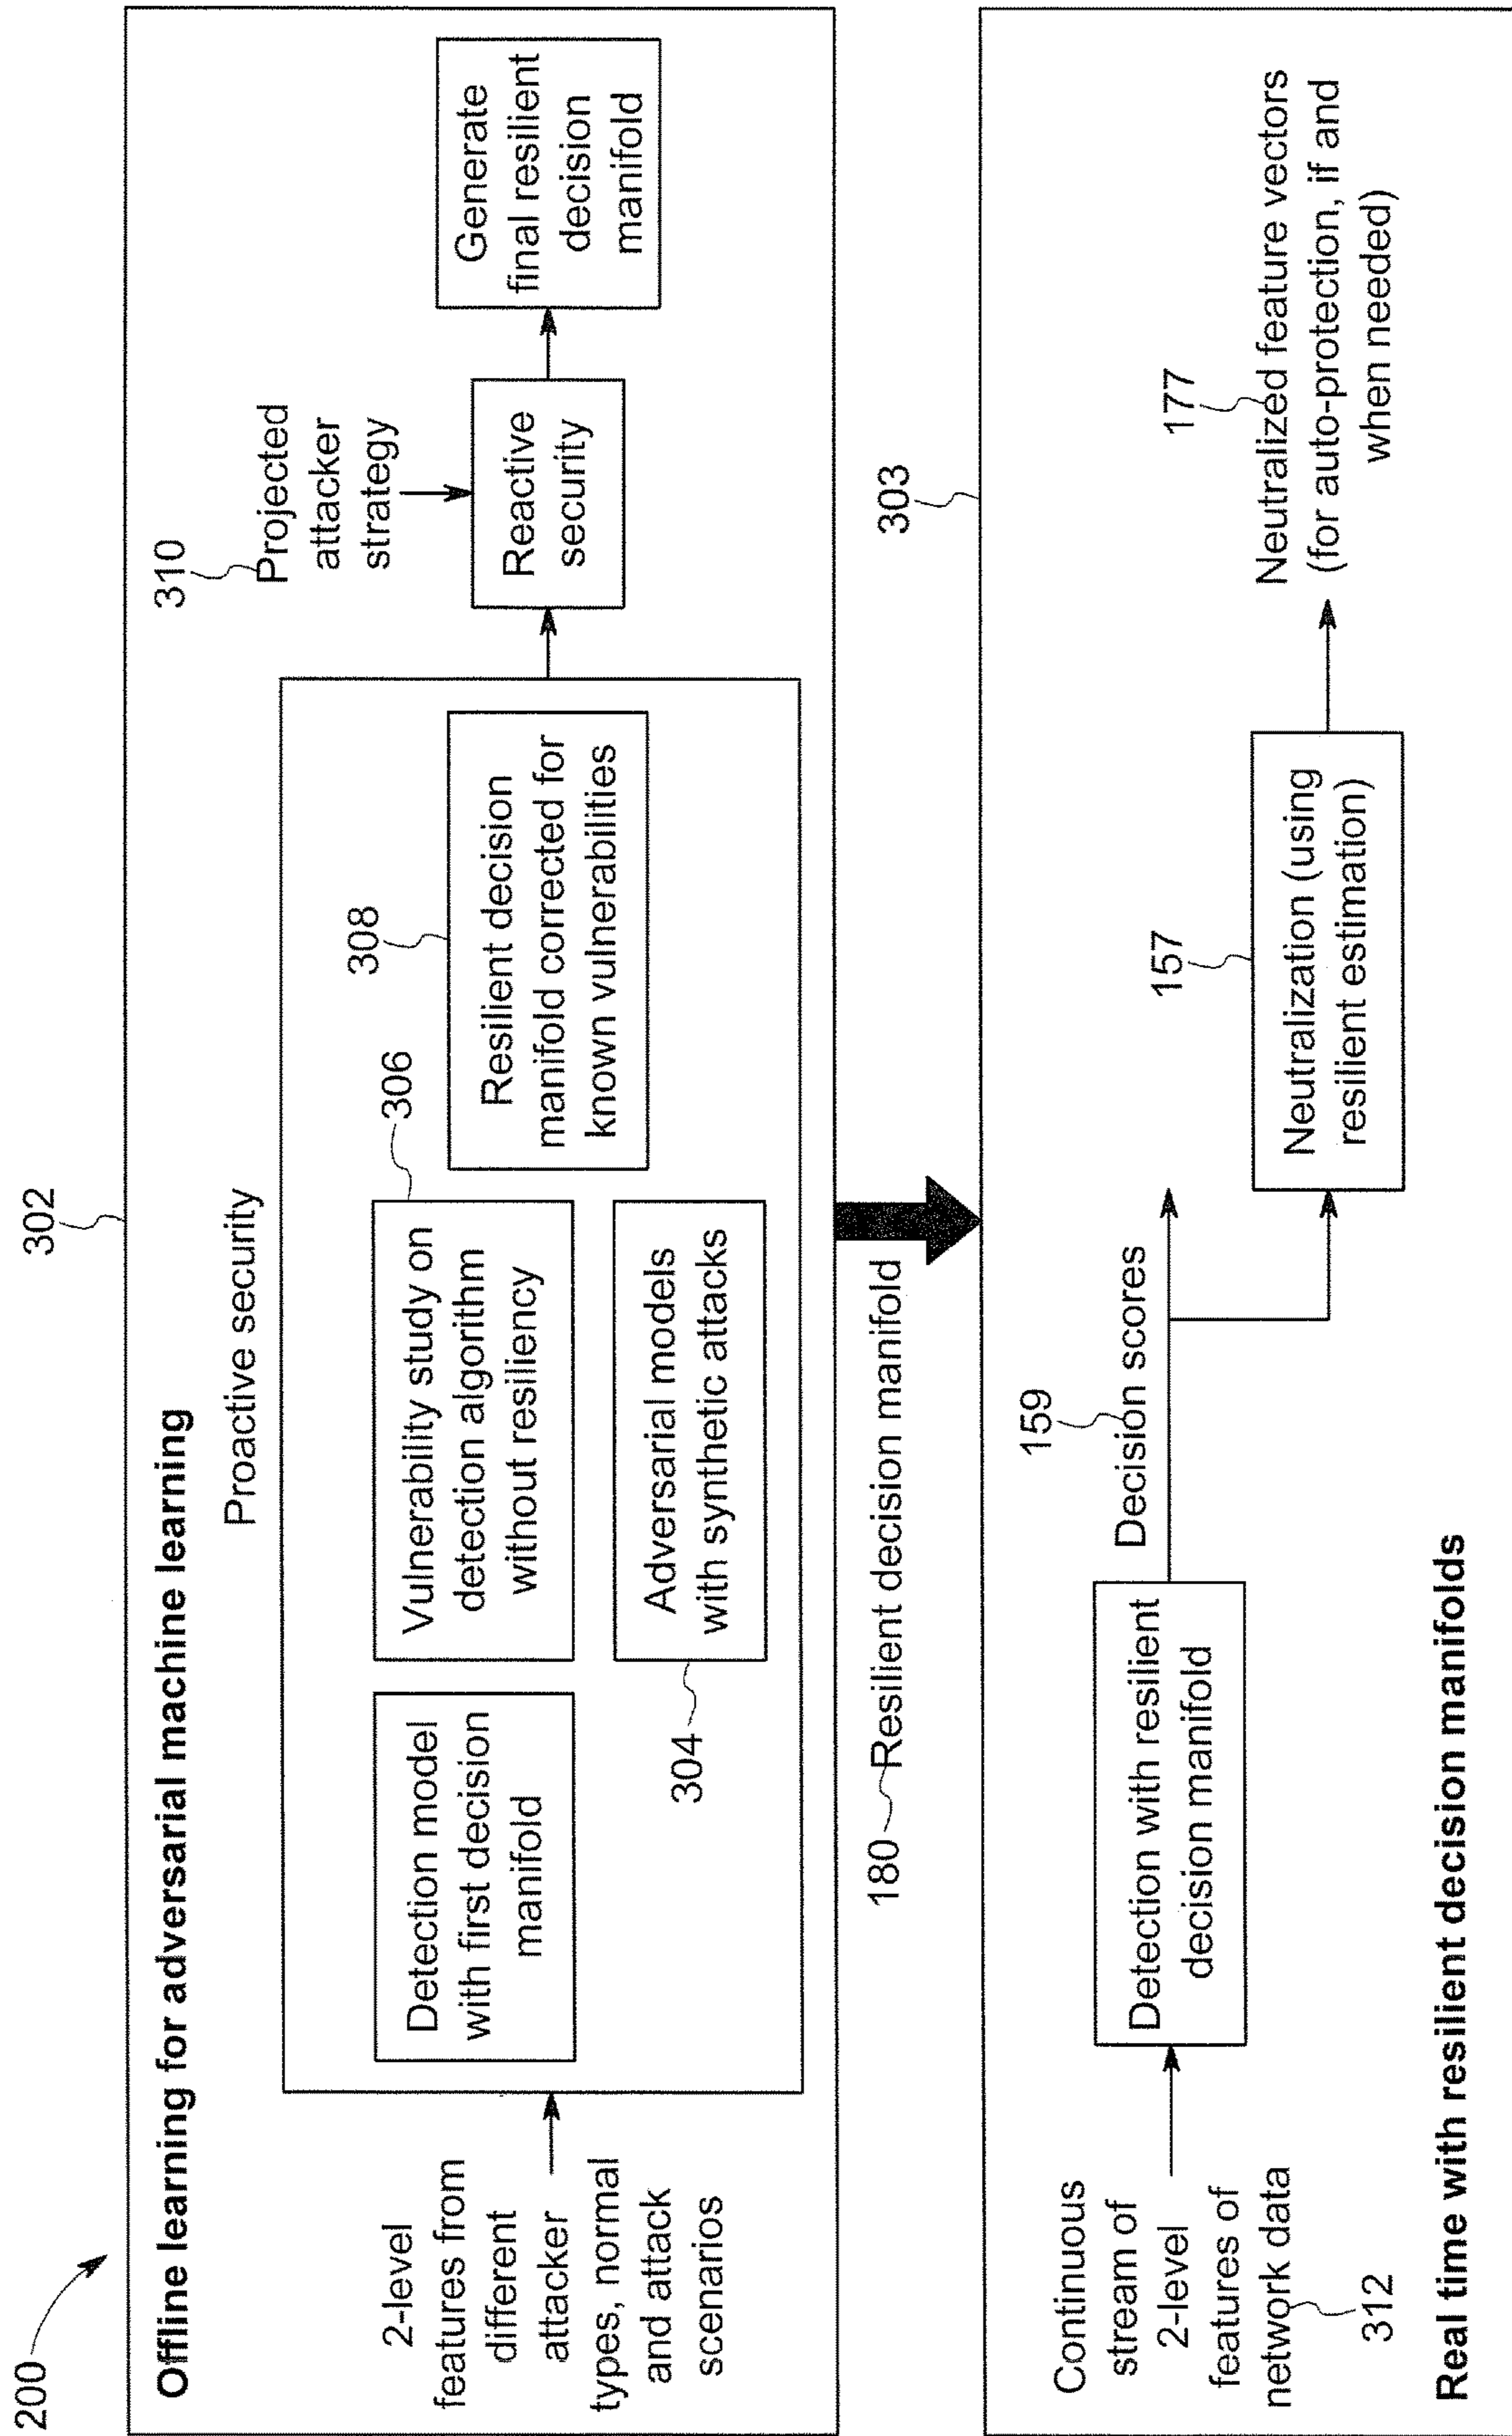 200
302
Offline learning for adversarial machine learning
Proactive security
2-level
features from
different
attacker
types, normal
and attack
scenarios
Detection model
with first decision
manifold
306
Vulnerability study on
detection algorithm
without resiliency
304
Adversarial models
with synthetic attacks
308
Resilient decision
manifold corrected for
known vulnerabilities
310
Projected
attacker
strategy
Reactive
security
Generate
final resilient
decision
manifold
180
Resilient decision manifold
303
Continuous
stream of
2-level
features of
network data
312
Detection with resilient
decision manifold
159
Decision scores
157
Neutralization (using
resilient estimation)
177
Neutralized feature vectors
(for auto-protection, if and
when needed)
Real time with resilient decision manifolds